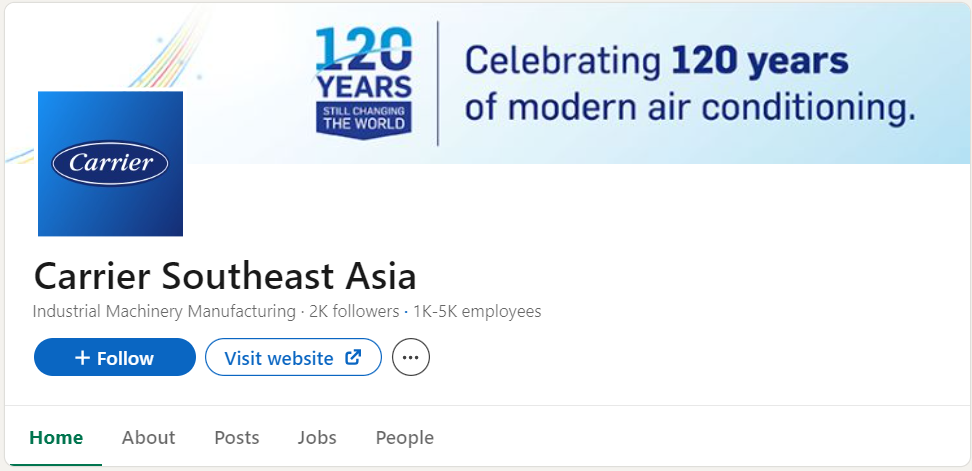 120
YEARS
STILL CHANGING
THE WORLD
Celebrating 120 years
of modern air conditioning.
Carrier
Carrier Southeast Asia
Industrial Machinery Manufacturing · 2K followers · 1K-5K employees
+ Follow
Visit website
Home
About
Posts
Jobs
People